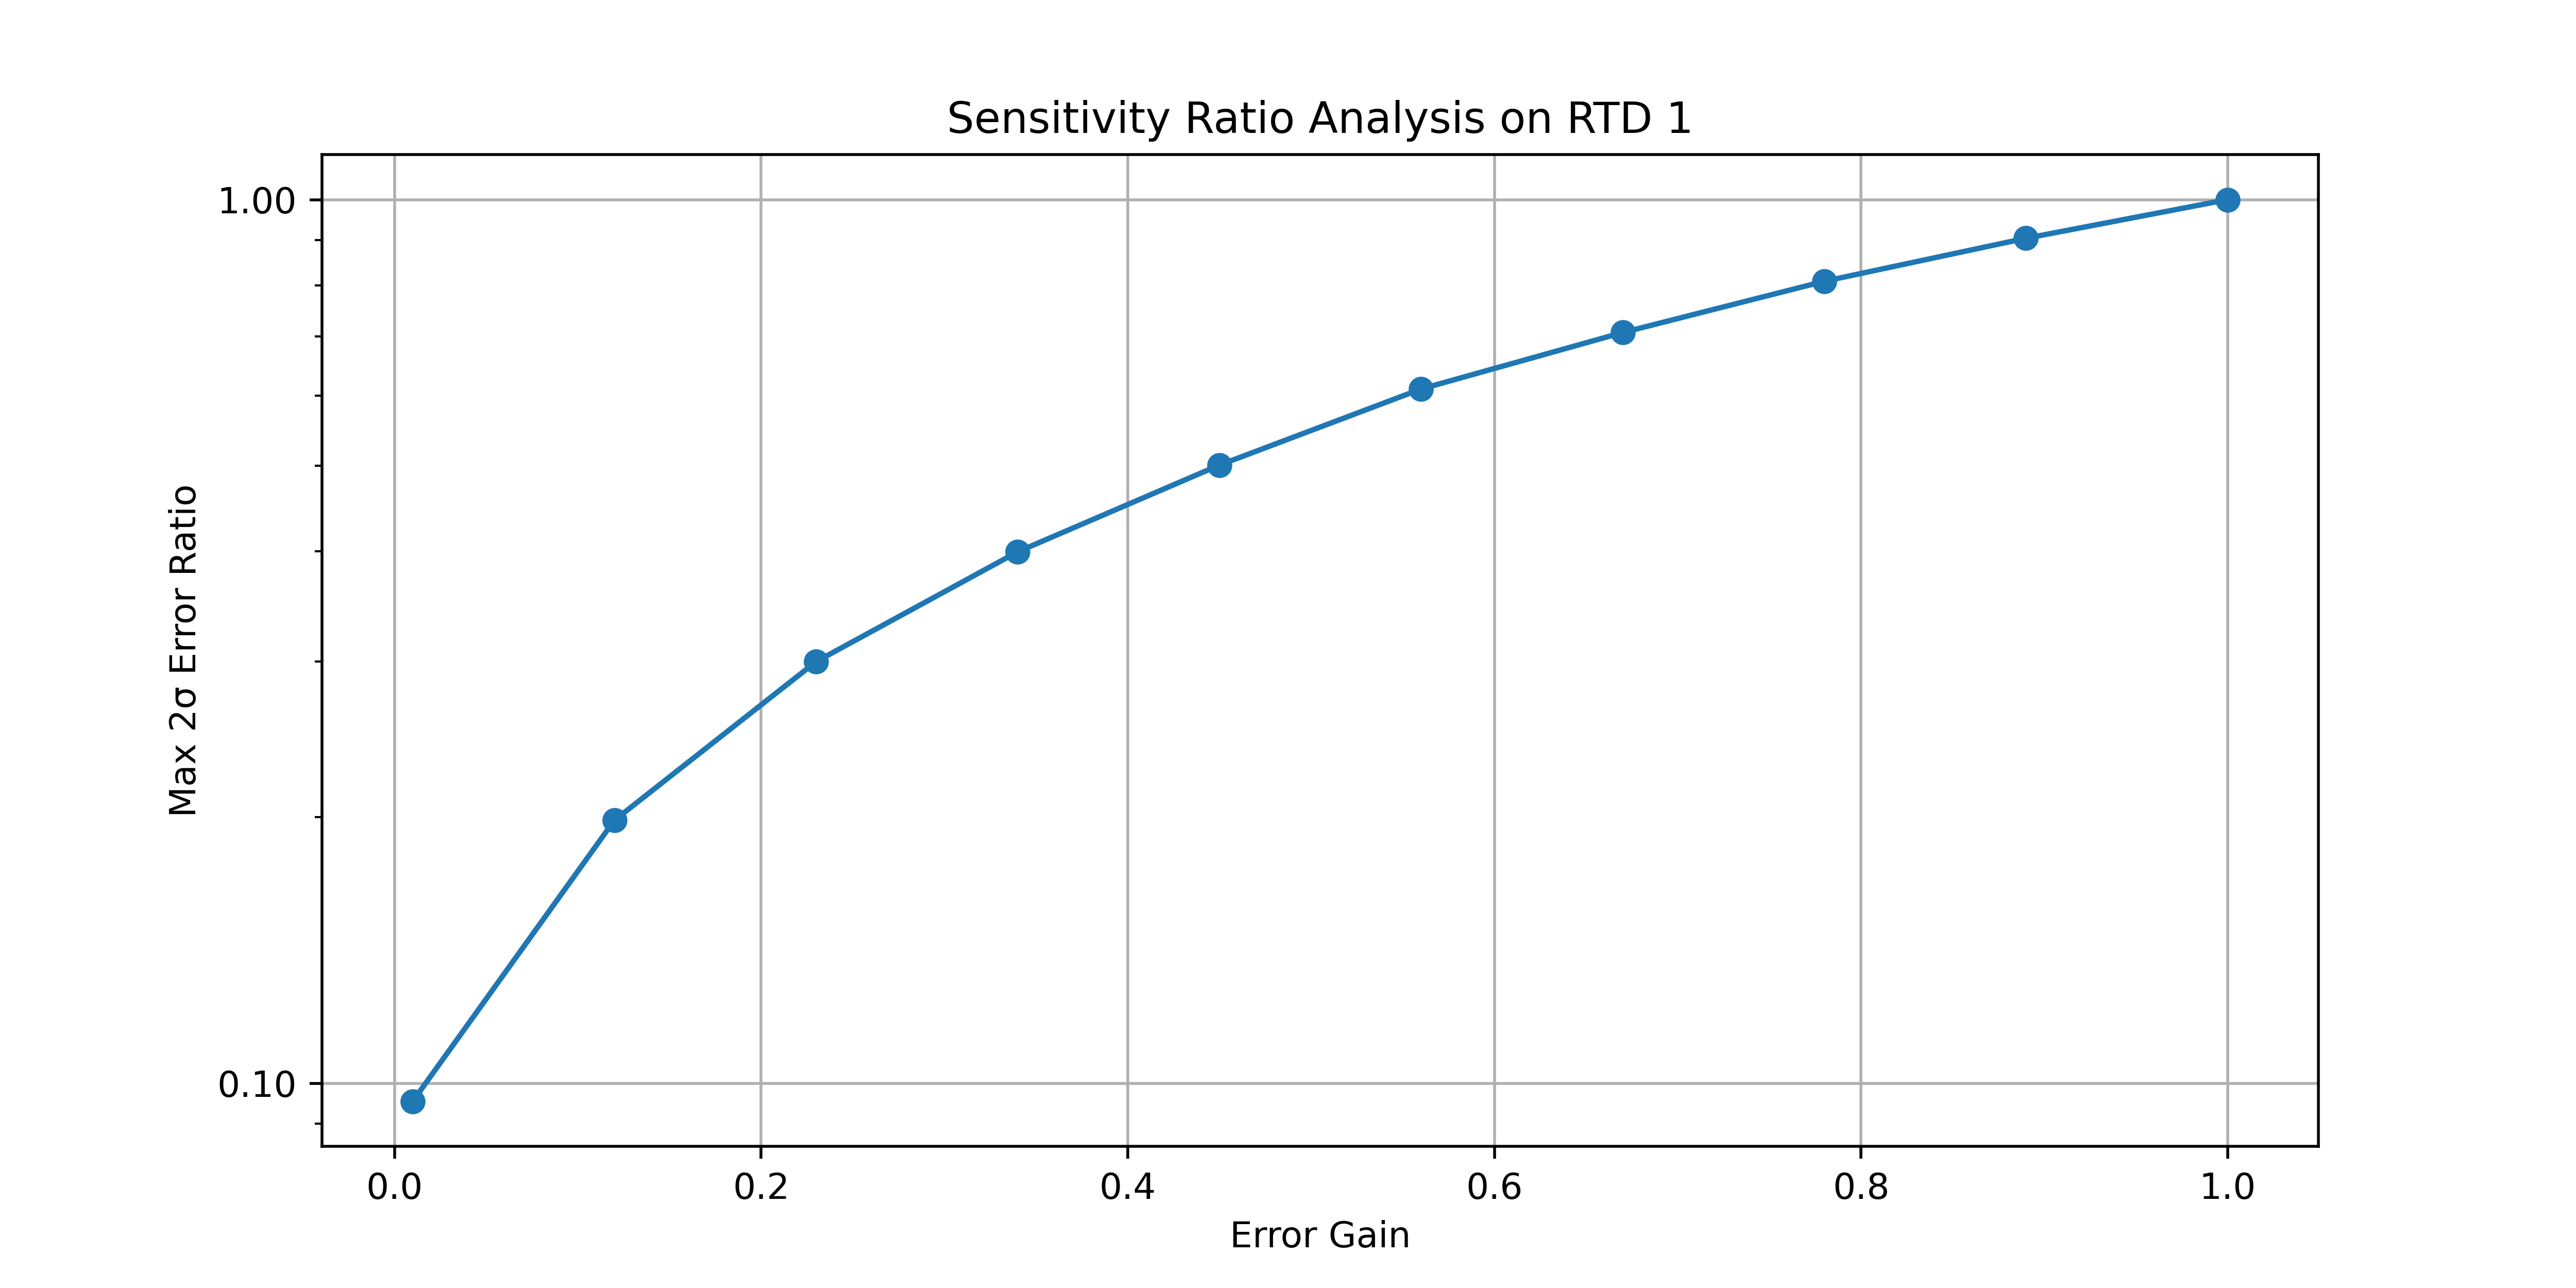 Sensitivity Ratio Analysis on RTD 1
1.00
0.10
Max 2σ Error Ratio
0.0 0.2 0.4 0.6 0.8 1.0
Error Gain